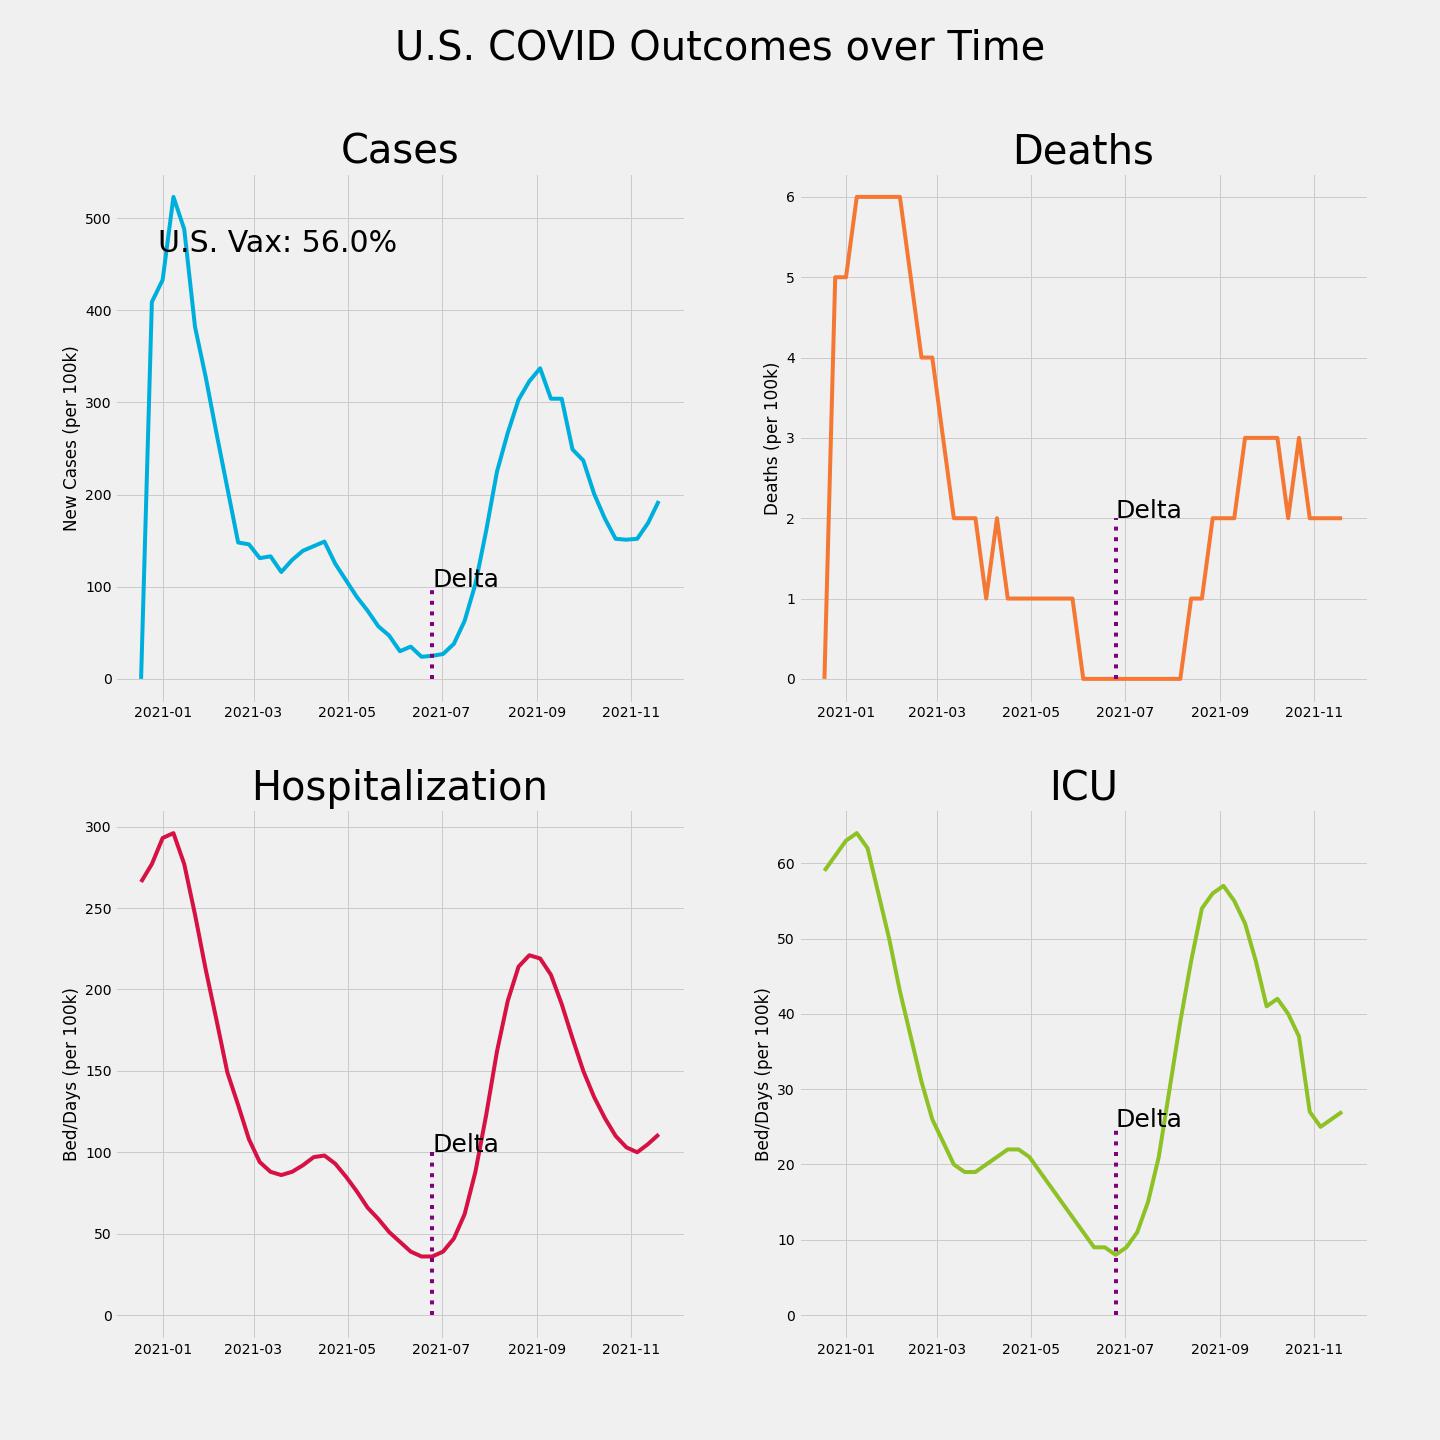 U.S. COVID Outcomes over Time
Cases
New Cases (per 100k)
500
400
300
200
100
0
U.S. Vax: 56.0%
Delta
2021-01 2021-03 2021-05 2021-07 2021-09 2021-11
Deaths
Deaths (per 100k)
6
5
4
3
2
1
0
Delta
2021-01 2021-03 2021-05 2021-07 2021-09 2021-11
Hospitalization
Bed/Days (per 100k)
300
250
200
150
100
50
0
Delta
2021-01 2021-03 2021-05 2021-07 2021-09 2021-11
ICU
Bed/Days (per 100k)
60
50
40
30
20
10
0
Delta
2021-01 2021-03 2021-05 2021-07 2021-09 2021-11